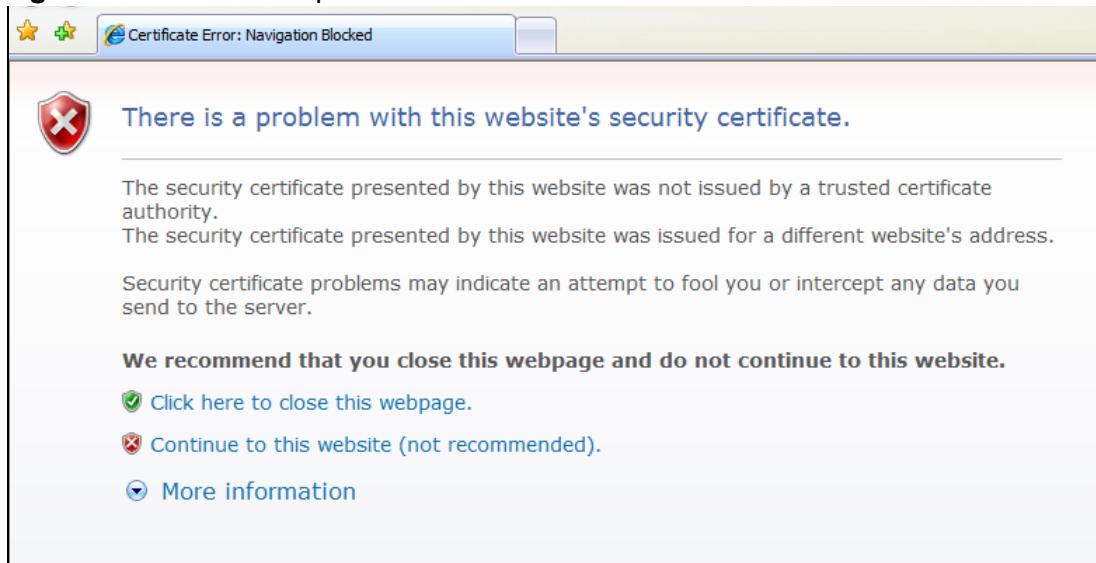 Certificate Error: Navigation Blocked
There is a problem with this website's security certificate.
The security certificate presented by this website was not issued by a trusted certificate
authority.
The security certificate presented by this website was issued for a different website's address.
Security certificate problems may indicate an attempt to fool you or intercept any data you
send to the server.
We recommend that you close this webpage and do not continue to this website.
Click here to close this webpage.
Continue to this website (not recommended).
More information